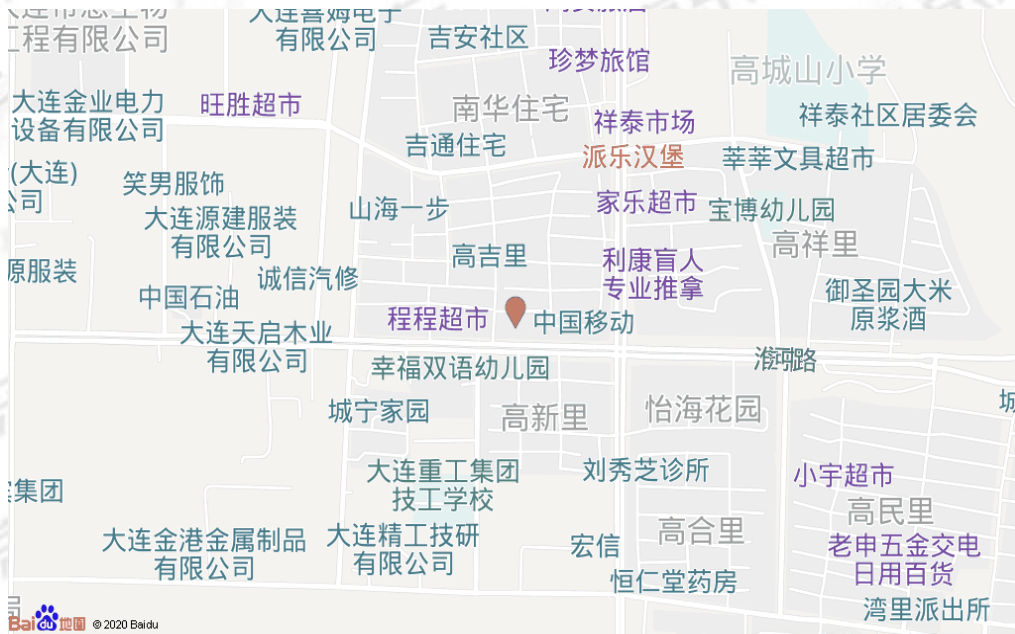 工程有限公司
大连喜姆电子
有限公司
吉安社区
珍梦旅馆
高城山小学
大连金业电力
设备有限公司
旺胜超市
南华住宅
祥泰市场
祥泰社区居委会
吉通住宅
派乐汉堡
莘莘文具超市
(大连)
公司
笑男服饰
山海一步
家乐超市
宝博幼儿园
大连源建服装
有限公司
高吉里
利康盲人
专业推拿
高祥里
源服装
诚信汽修
中国石油
御圣园大米
原浆酒
程程超市
中国移动
大连天启木业
有限公司
幸福双语幼儿园
淮河路
城宁家园
高新里
怡海花园
城
大连重工集团
技工学校
刘秀芝诊所
小宇超市
集团
高民里
大连金港金属制品
有限公司
大连精工技研
有限公司
宏信
高合里
老申五金交电
日用百货
恒仁堂药房
湾里派出所
Bai du 地图
© 2020 Baidu